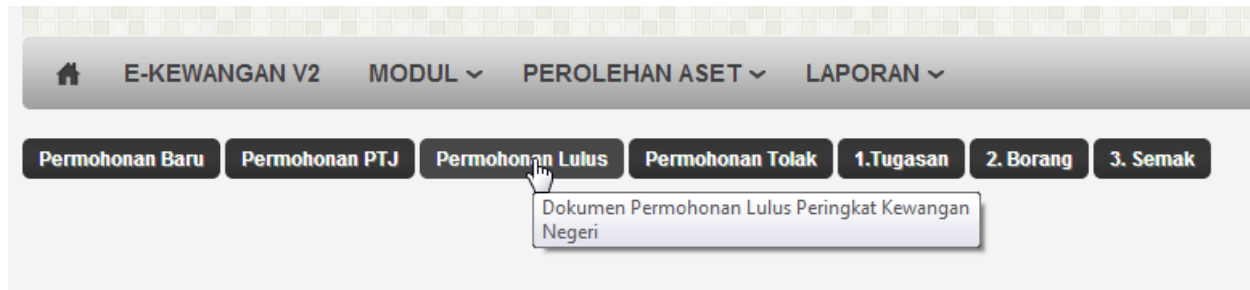 E-KEWANGAN V2 MODUL PEROLEHAN ASET LAPORAN
Permohonan Baru Permohonan PTJ Permohonan Lulus Permohonan Tolak 1.Tugasan 2. Borang 3. Semak
Dokumen Permohonan Lulus Peringkat Kewangan
Negeri